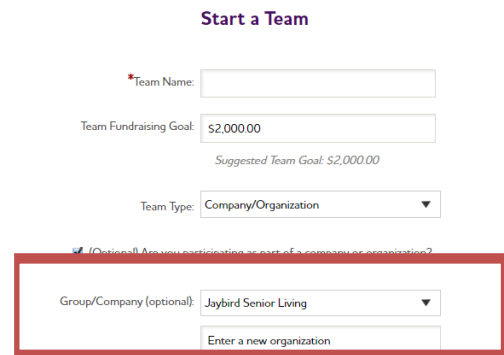 Start a Team
*Team Name:
Team Fundraising Goal: $2,000.00
Suggested Team Goal: $2,000.00
Team Type: Company/Organization
(Optional) Are you participating as part of a company or organization?
Group/Company (optional): Jaybird Senior Living
Enter a new organization